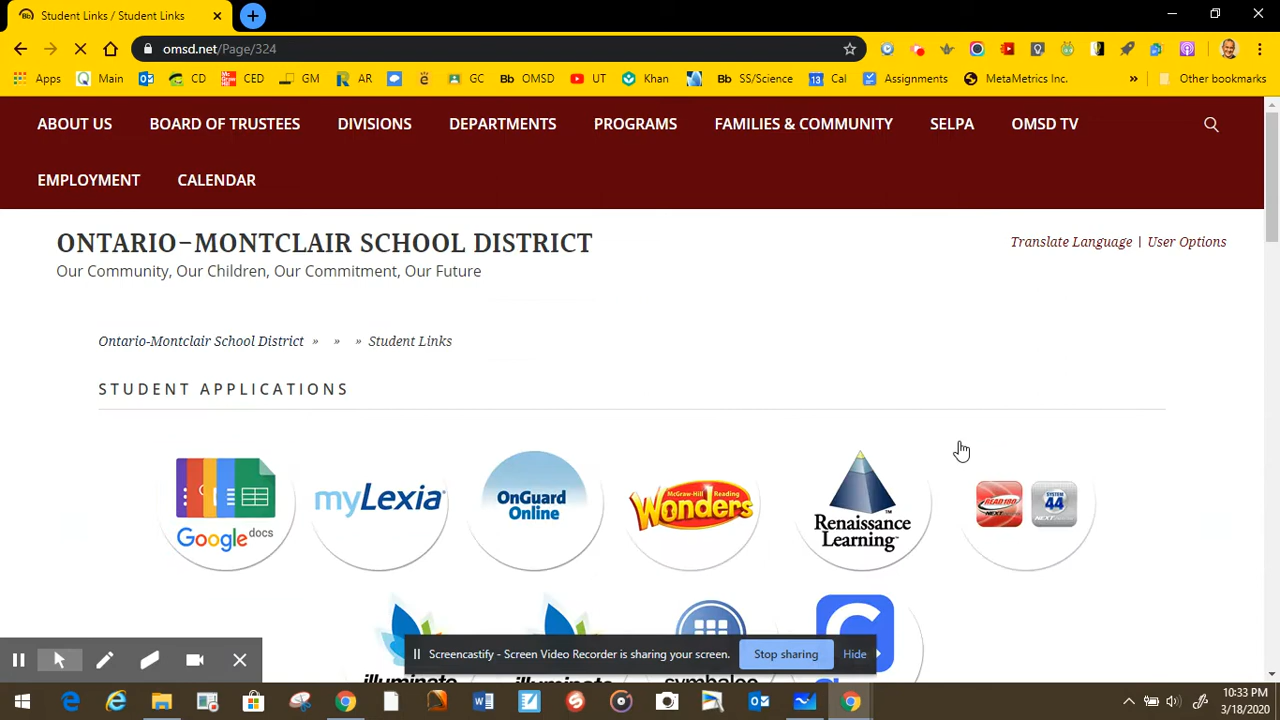 Student Links / Student Links
omsd.net/Page/324
Apps Main CD CED GM AR GC Bb OMSD UT Khan Bb SS/Science 13 Cal Assignments MetaMetrics Inc. » Other bookmarks
ABOUT US BOARD OF TRUSTEES DIVISIONS DEPARTMENTS PROGRAMS FAMILIES & COMMUNITY SELPA OMSD TV
EMPLOYMENT CALENDAR
ONTARIO-MONTCLAIR SCHOOL DISTRICT
Our Community, Our Children, Our Commitment, Our Future
Translate Language | User Options
Ontario-Montclair School District » » » Student Links
STUDENT APPLICATIONS
Google docs
myLexia
OnGuard Online
McGraw-Hill Reading Wonders
Renaissance Learning
READ 180 NEXT
SYSTEM 44 NEXT
illuminate illuminate symbaloo
Screencastify - Screen Video Recorder is sharing your screen. Stop sharing Hide
10:33 PM
3/18/2020